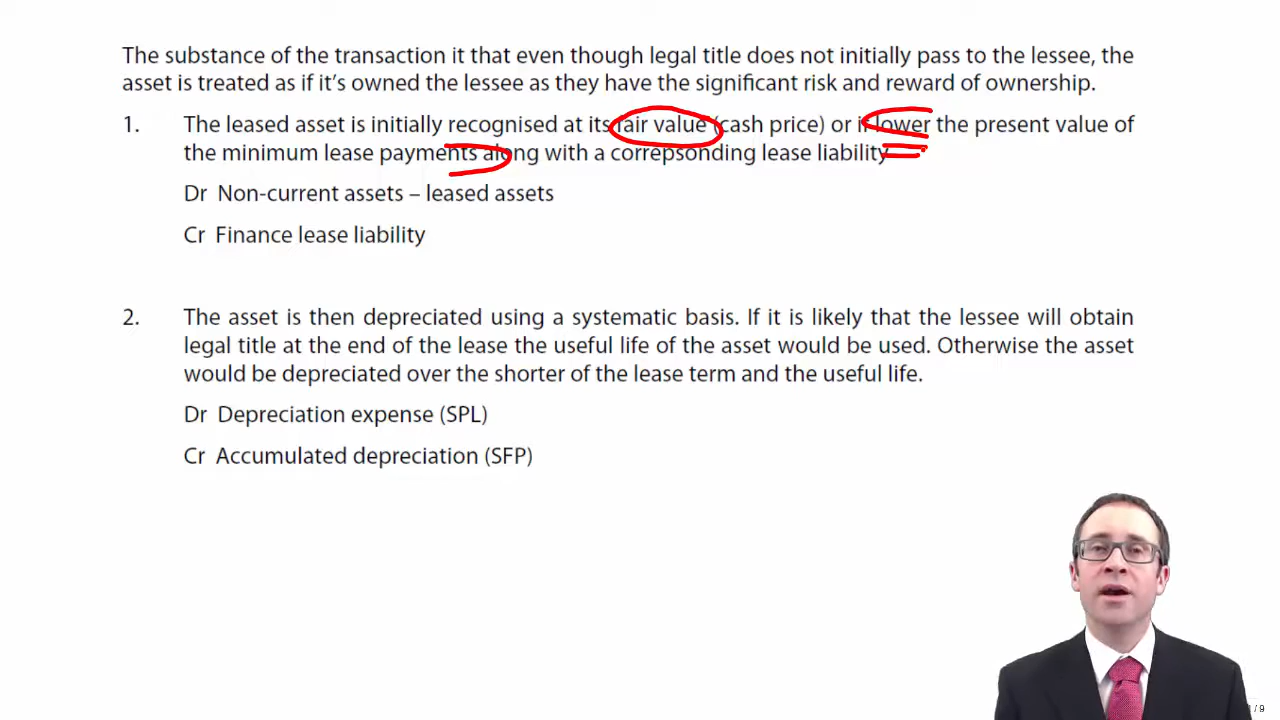 The substance of the transaction it that even though legal title does not initially pass to the lessee, the
asset is treated as if it's owned the lessee as they have the significant risk and reward of ownership.
1. The leased asset is initially recognised at its fair value (cash price) or if lower the present value of
the minimum lease payments along with a correpsonding lease liability
Dr Non-current assets – leased assets
Cr Finance lease liability
2. The asset is then depreciated using a systematic basis. If it is likely that the lessee will obtain
legal title at the end of the lease the useful life of the asset would be used. Otherwise the asset
would be depreciated over the shorter of the lease term and the useful life.
Dr Depreciation expense (SPL)
Cr Accumulated depreciation (SFP)
/ 9